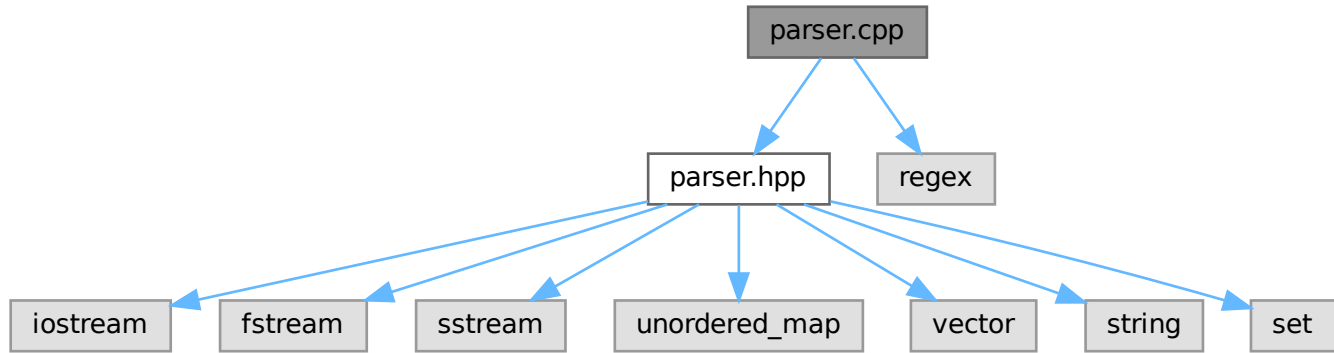 parser.cpp
parser.hpp
regex
iostream
fstream
sstream
unordered_map
vector
string
set